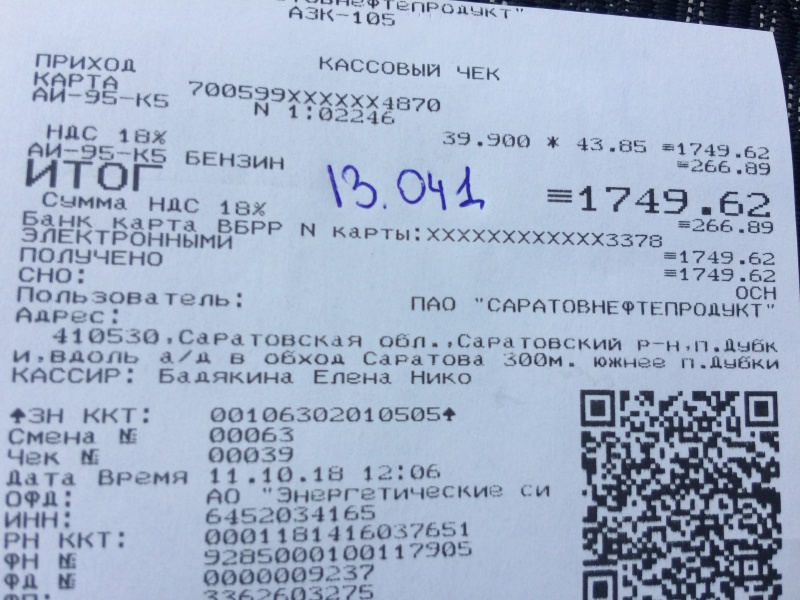 нефтепродукт"
АЗК-105
ПРИХОД КАССОВЫЙ ЧЕК
КАРТА 700599XXXXXX4870
АИ-95-К5 N 1:02246
39.900 * 43.85 ≡1749.62
НДС 18% ≡266.89
АИ-95-К5 БЕНЗИН
ИТОГ ≡1749.62
13.041
Сумма НДС 18% ≡266.89
Банк карта ВБРР N карты:XXXXXXXXXXXX3378
ЭЛЕКТРОННЫМИ ≡1749.62
ПОЛУЧЕНО ≡1749.62
СНО: ОСН
Пользователь: ПАО "САРАТОВНЕФТЕПРОДУКТ"
Адрес:
410530,Саратовская обл.,Саратовский р-н,п.Дубк
и,вдоль а/д в обход Саратова 300м. южнее п.Дубки
КАССИР: Бадякина Елена Нико
ЗН ККТ: 00106302010505
Смена № 00063
Чек № 00039
Дата Время 11.10.18 12:06
ОФД: АО "Энергетические си
ИНН: 6452034165
РН ККТ: 0001181416037651
ФН № 9285000100117905
ФД № 0000009237
ФП: 3362603275